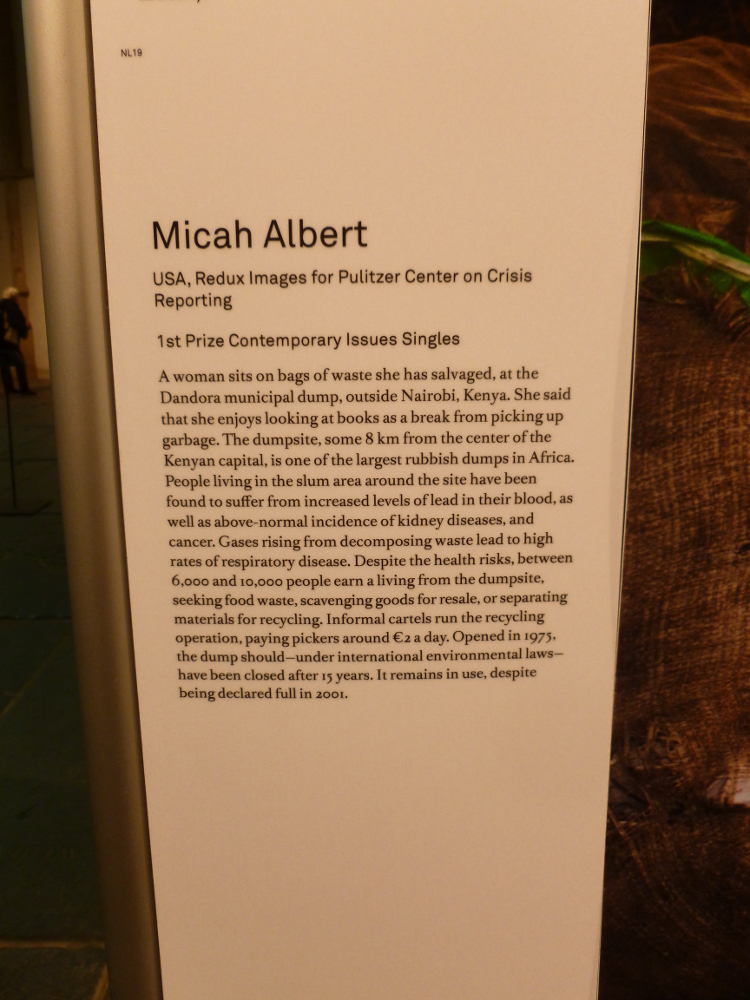 NL19
Micah Albert
USA, Redux Images for Pulitzer Center on Crisis
Reporting
1st Prize Contemporary Issues Singles
A woman sits on bags of waste she has salvaged, at the
Dandora municipal dump, outside Nairobi, Kenya. She said
that she enjoys looking at books as a break from picking up
garbage. The dumpsite, some 8 km from the center of the
Kenyan capital, is one of the largest rubbish dumps in Africa.
People living in the slum area around the site have been
found to suffer from increased levels of lead in their blood, as
well as above-normal incidence of kidney diseases, and
cancer. Gases rising from decomposing waste lead to high
rates of respiratory disease. Despite the health risks, between
6,000 and 10,000 people earn a living from the dumpsite,
seeking food waste, scavenging goods for resale, or separating
materials for recycling. Informal cartels run the recycling
operation, paying pickers around €2 a day. Opened in 1975,
the dump should—under international environmental laws—
have been closed after 15 years. It remains in use, despite
being declared full in 2001.